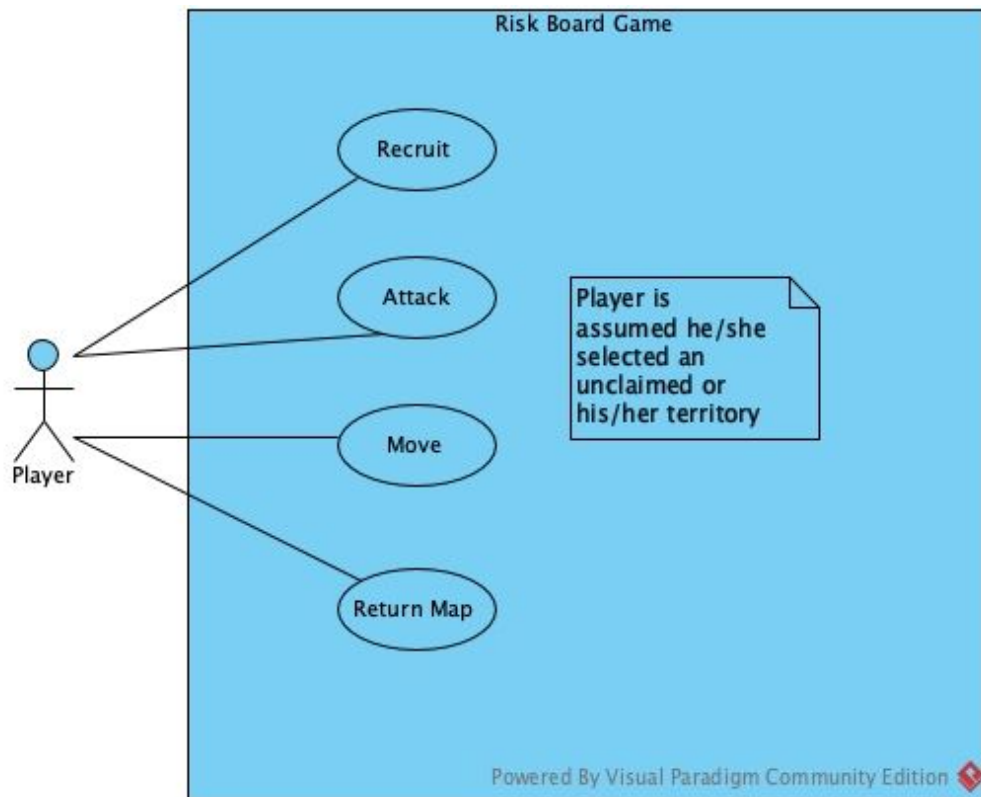 Risk Board Game
Recruit
Attack
Player is
assumed he/she
selected an
unclaimed or
his/her territory
Move
Player
Return Map
Powered By Visual Paradigm Community Edition